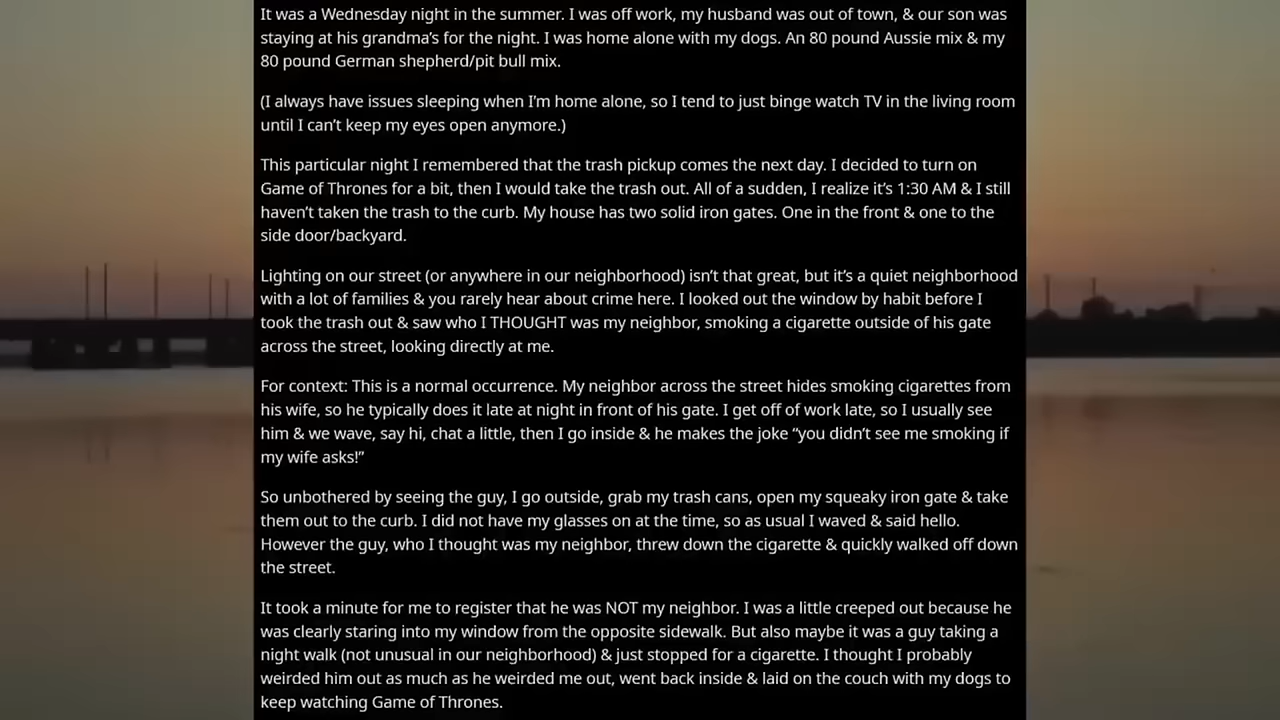 It was a Wednesday night in the summer. I was off work, my husband was out of town, & our son was
staying at his grandma’s for the night. I was home alone with my dogs. An 80 pound Aussie mix & my
80 pound German shepherd/pit bull mix.
(I always have issues sleeping when I’m home alone, so I tend to just binge watch TV in the living room
until I can’t keep my eyes open anymore.)
This particular night I remembered that the trash pickup comes the next day. I decided to turn on
Game of Thrones for a bit, then I would take the trash out. All of a sudden, I realize it’s 1:30 AM & I still
haven’t taken the trash to the curb. My house has two solid iron gates. One in the front & one to the
side door/backyard.
Lighting on our street (or anywhere in our neighborhood) isn’t that great, but it’s a quiet neighborhood
with a lot of families & you rarely hear about crime here. I looked out the window by habit before I
took the trash out & saw who I THOUGHT was my neighbor, smoking a cigarette outside of his gate
across the street, looking directly at me.
For context: This is a normal occurrence. My neighbor across the street hides smoking cigarettes from
his wife, so he typically does it late at night in front of his gate. I get off of work late, so I usually see
him & we wave, say hi, chat a little, then I go inside & he makes the joke “you didn’t see me smoking if
my wife asks!”
So unbothered by seeing the guy, I go outside, grab my trash cans, open my squeaky iron gate & take
them out to the curb. I did not have my glasses on at the time, so as usual I waved & said hello.
However the guy, who I thought was my neighbor, threw down the cigarette & quickly walked off down
the street.
It took a minute for me to register that he was NOT my neighbor. I was a little creeped out because he
was clearly staring into my window from the opposite sidewalk. But also maybe it was a guy taking a
night walk (not unusual in our neighborhood) & just stopped for a cigarette. I thought I probably
weirded him out as much as he weirded me out, went back inside & laid on the couch with my dogs to
keep watching Game of Thrones.